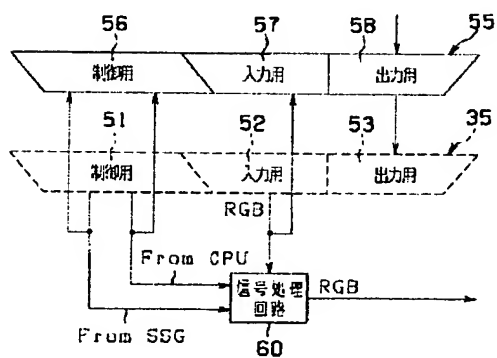 56 57 58 55
制御用 入力用 出力用
51 52 53 35
制御用 入力用 出力用
RGB
From CPU
信号処理
回路
RGB
From SSG
60